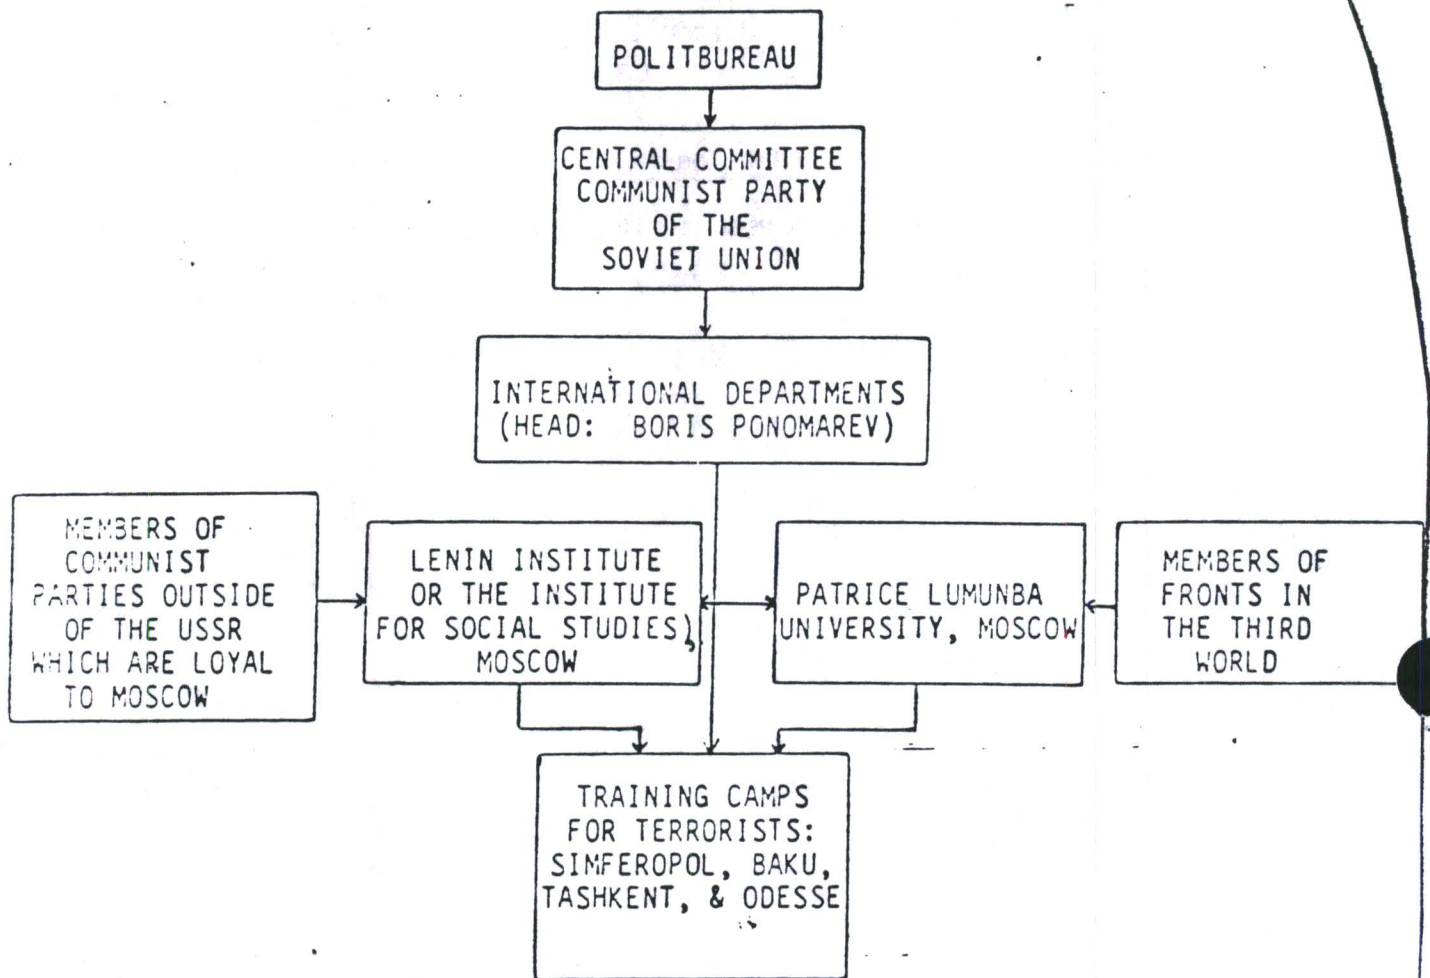 POLITBUREAU
CENTRAL COMMITTEE
COMMUNIST PARTY
OF THE
SOVIET UNION
INTERNATIONAL DEPARTMENTS
(HEAD: BORIS PONOMAREV)
MEMBERS OF
COMMUNIST
PARTIES OUTSIDE
OF THE USSR
WHICH ARE LOYAL
TO MOSCOW
LENIN INSTITUTE
OR THE INSTITUTE
FOR SOCIAL STUDIES),
MOSCOW
PATRICE LUMUNBA
UNIVERSITY, MOSCOW
MEMBERS OF
FRONTS IN
THE THIRD
WORLD
TRAINING CAMPS
FOR TERRORISTS:
SIMFEROPOL, BAKU,
TASHKENT, & ODESSE